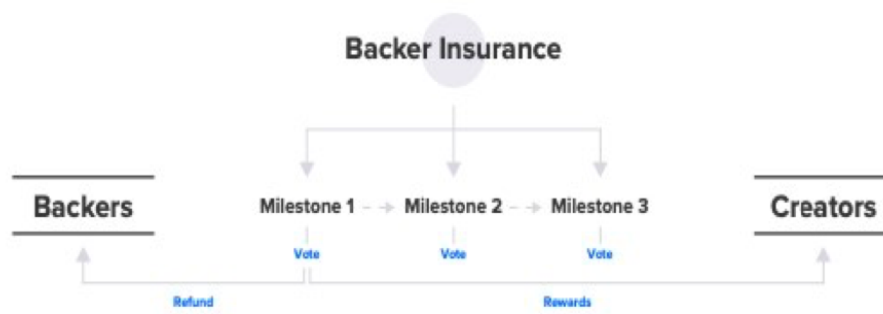 Backer Insurance
Backers
Milestone 1
Milestone 2
Milestone 3
Creators
Vote
Vote
Vote
Refund
Rewards